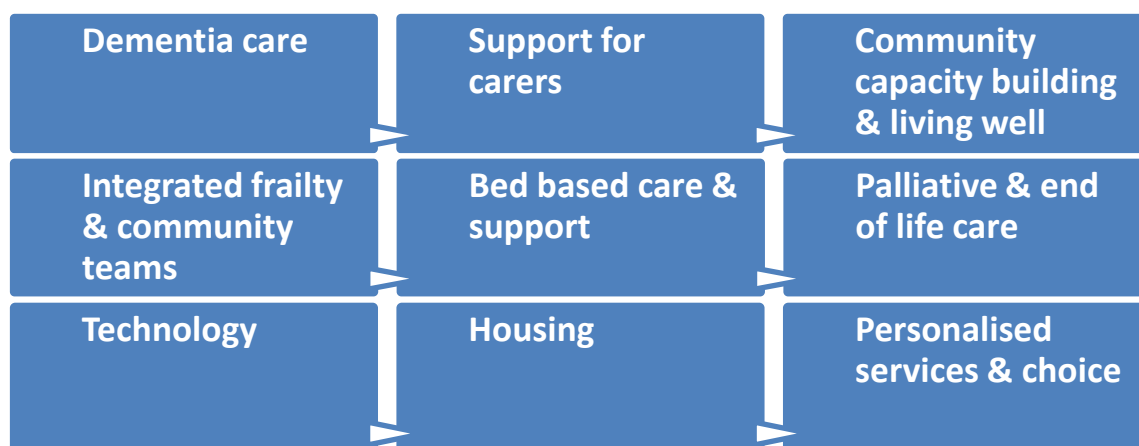 Dementia care
Support for
carers
Community
capacity building
& living well
Integrated frailty
& community
teams
Bed based care &
support
Palliative & end
of life care
Technology
Housing
Personalised
services & choice